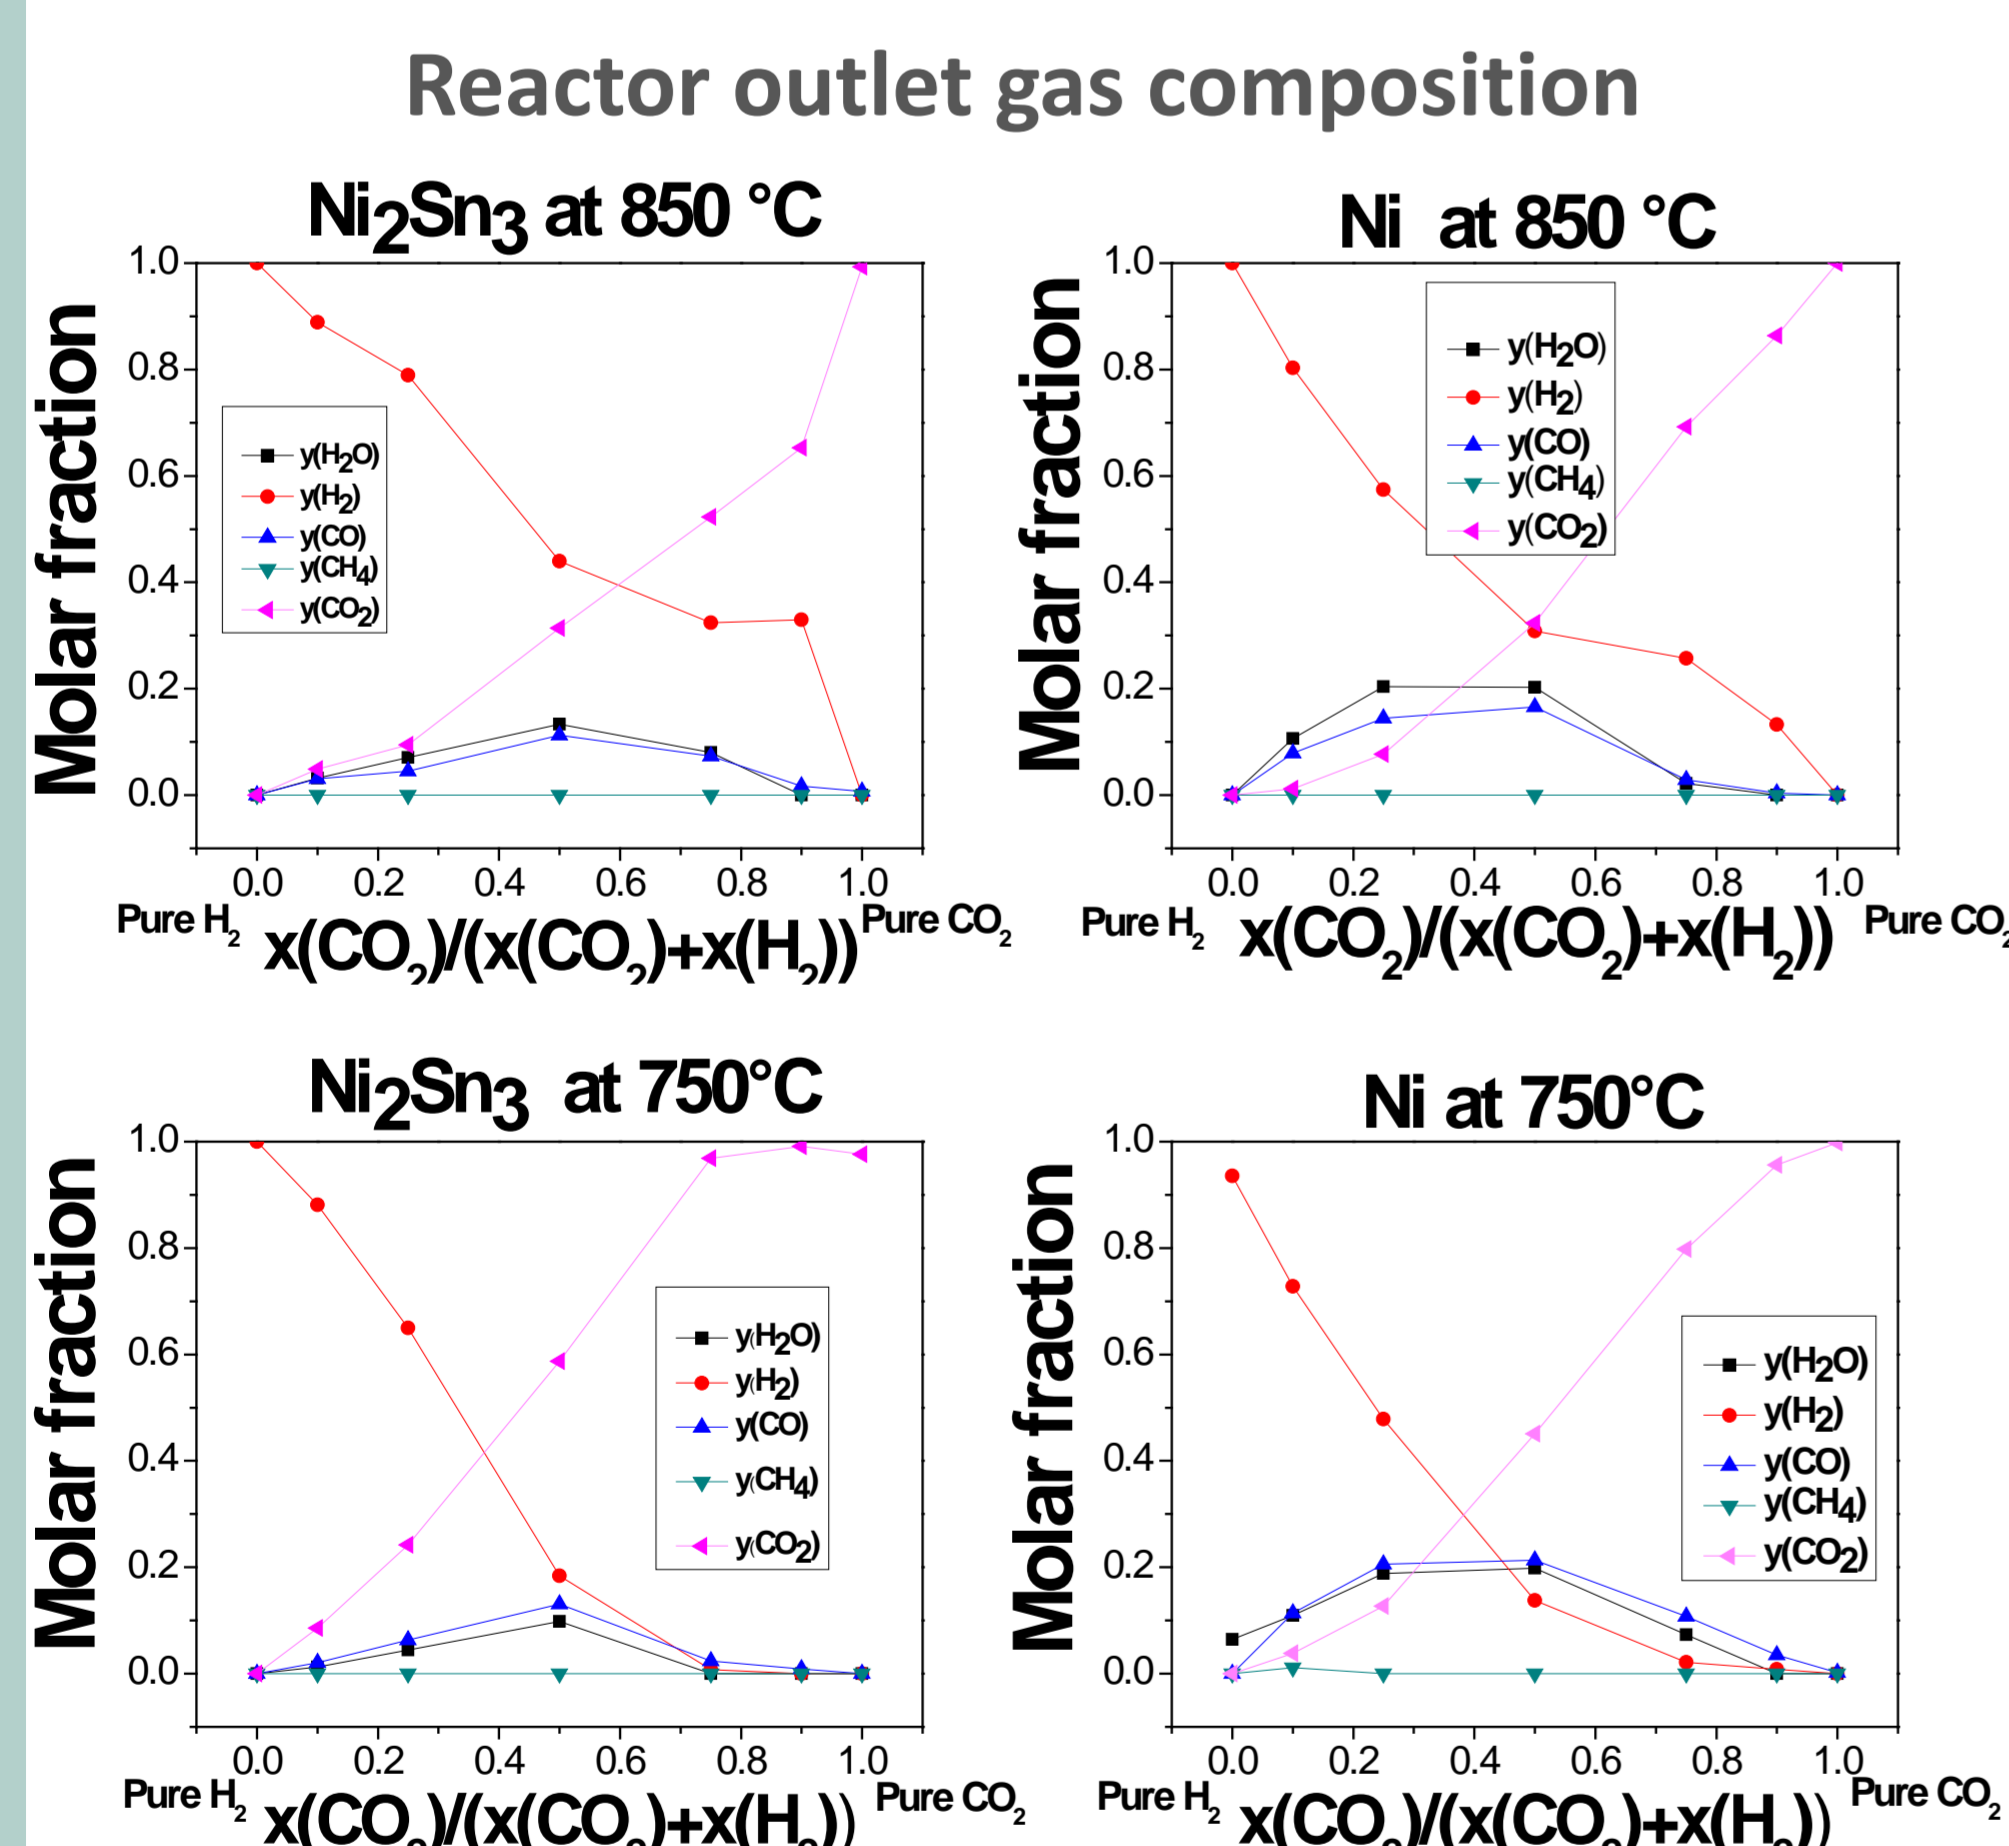 Reactor outlet gas composition
Ni2Sn3 at 850 °C
Molar fraction
1.0
0.8
0.6
0.4
0.2
0.0
y(H2O)
y(H2)
y(CO)
y(CH4)
y(CO2)
0.0 0.2 0.4 0.6 0.8 1.0
Pure H2 x(CO2)/(x(CO2)+x(H2)) Pure CO2
Ni at 850 °C
Molar fraction
1.0
0.8
0.6
0.4
0.2
0.0
y(H2O)
y(H2)
y(CO)
y(CH4)
y(CO2)
0.0 0.2 0.4 0.6 0.8 1.0
Pure H2 x(CO2)/(x(CO2)+x(H2)) Pure CO2
Ni2Sn3 at 750°C
Molar fraction
1.0
0.8
0.6
0.4
0.2
0.0
y(H2O)
y(H2)
y(CO)
y(CH4)
y(CO2)
0.0 0.2 0.4 0.6 0.8 1.0
Pure H2 x(CO2)/(x(CO2)+x(H2)) Pure CO2
Ni at 750°C
Molar fraction
1.0
0.8
0.6
0.4
0.2
0.0
y(H2O)
y(H2)
y(CO)
y(CH4)
y(CO2)
0.0 0.2 0.4 0.6 0.8 1.0
Pure H2 x(CO2)/(x(CO2)+x(H2)) Pure CO2